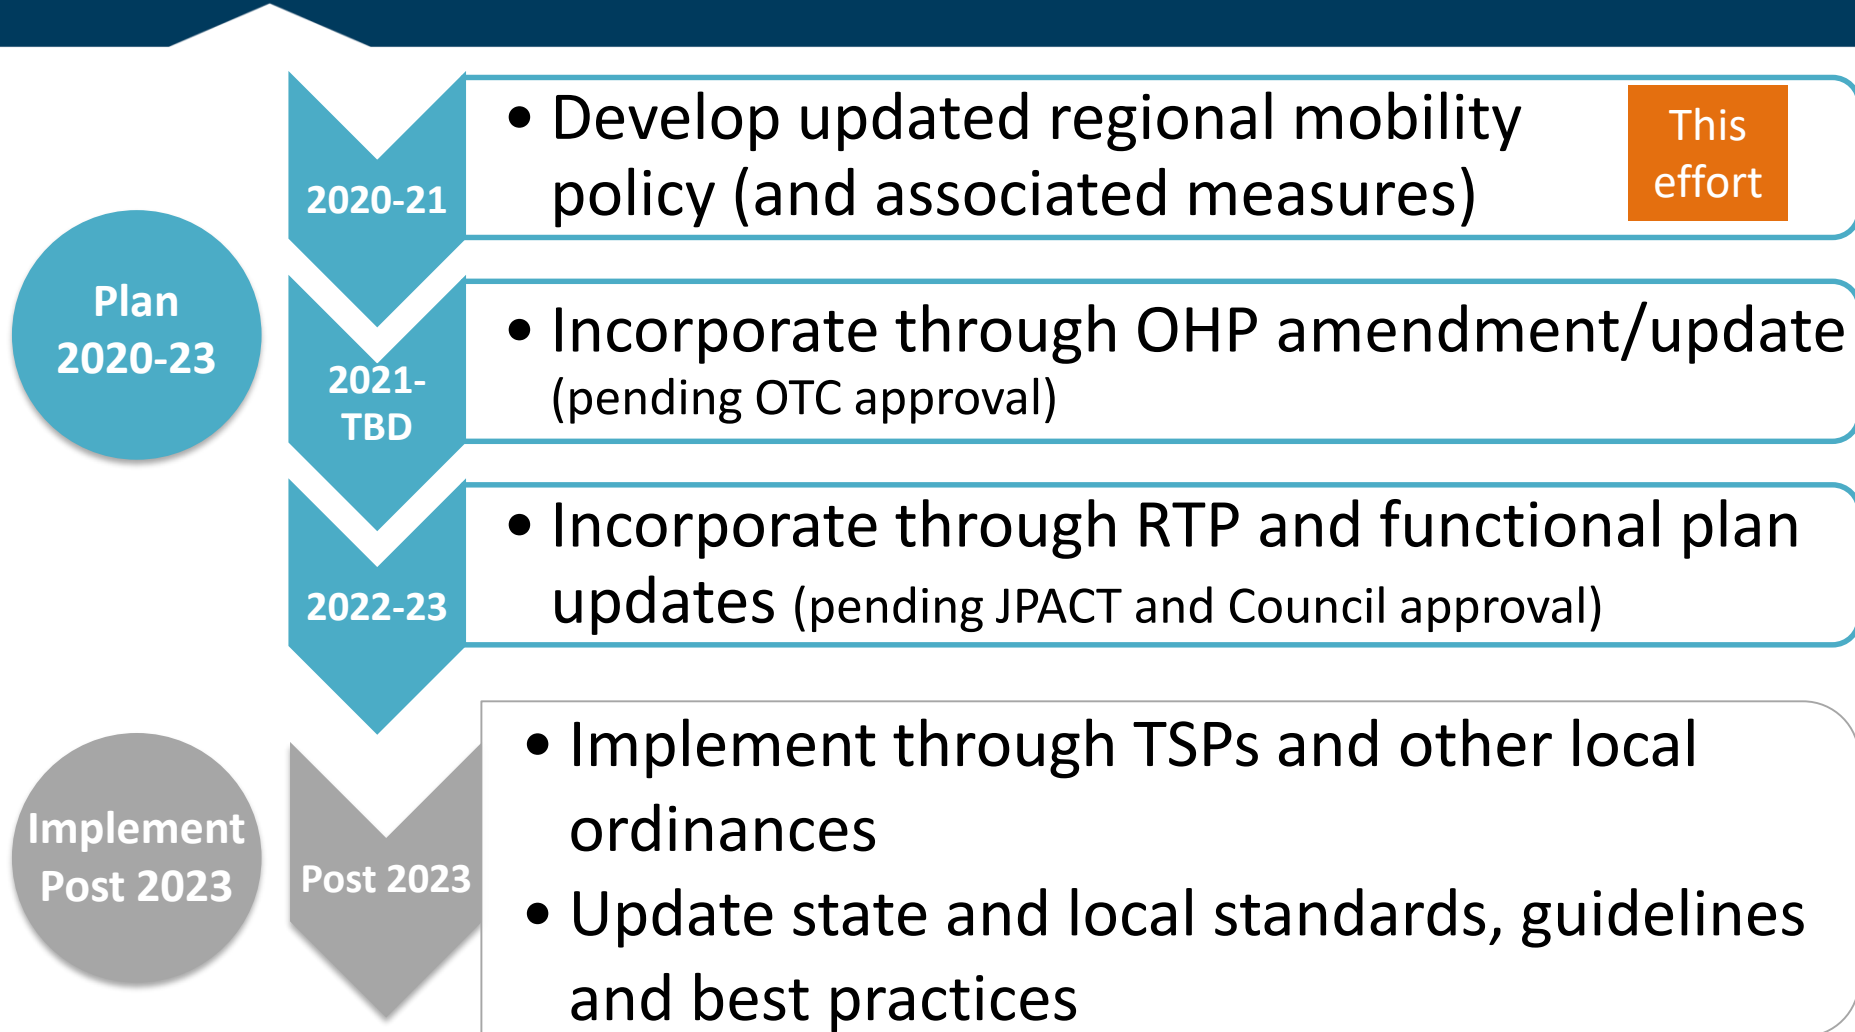 2020-21
• Develop updated regional mobility
policy (and associated measures)
This
effort
Plan
2020-23
2021-
TBD
• Incorporate through OHP amendment/update
(pending OTC approval)
2022-23
• Incorporate through RTP and functional plan
updates (pending JPACT and Council approval)
Implement
Post 2023
Post 2023
• Implement through TSPs and other local
ordinances
• Update state and local standards, guidelines
and best practices